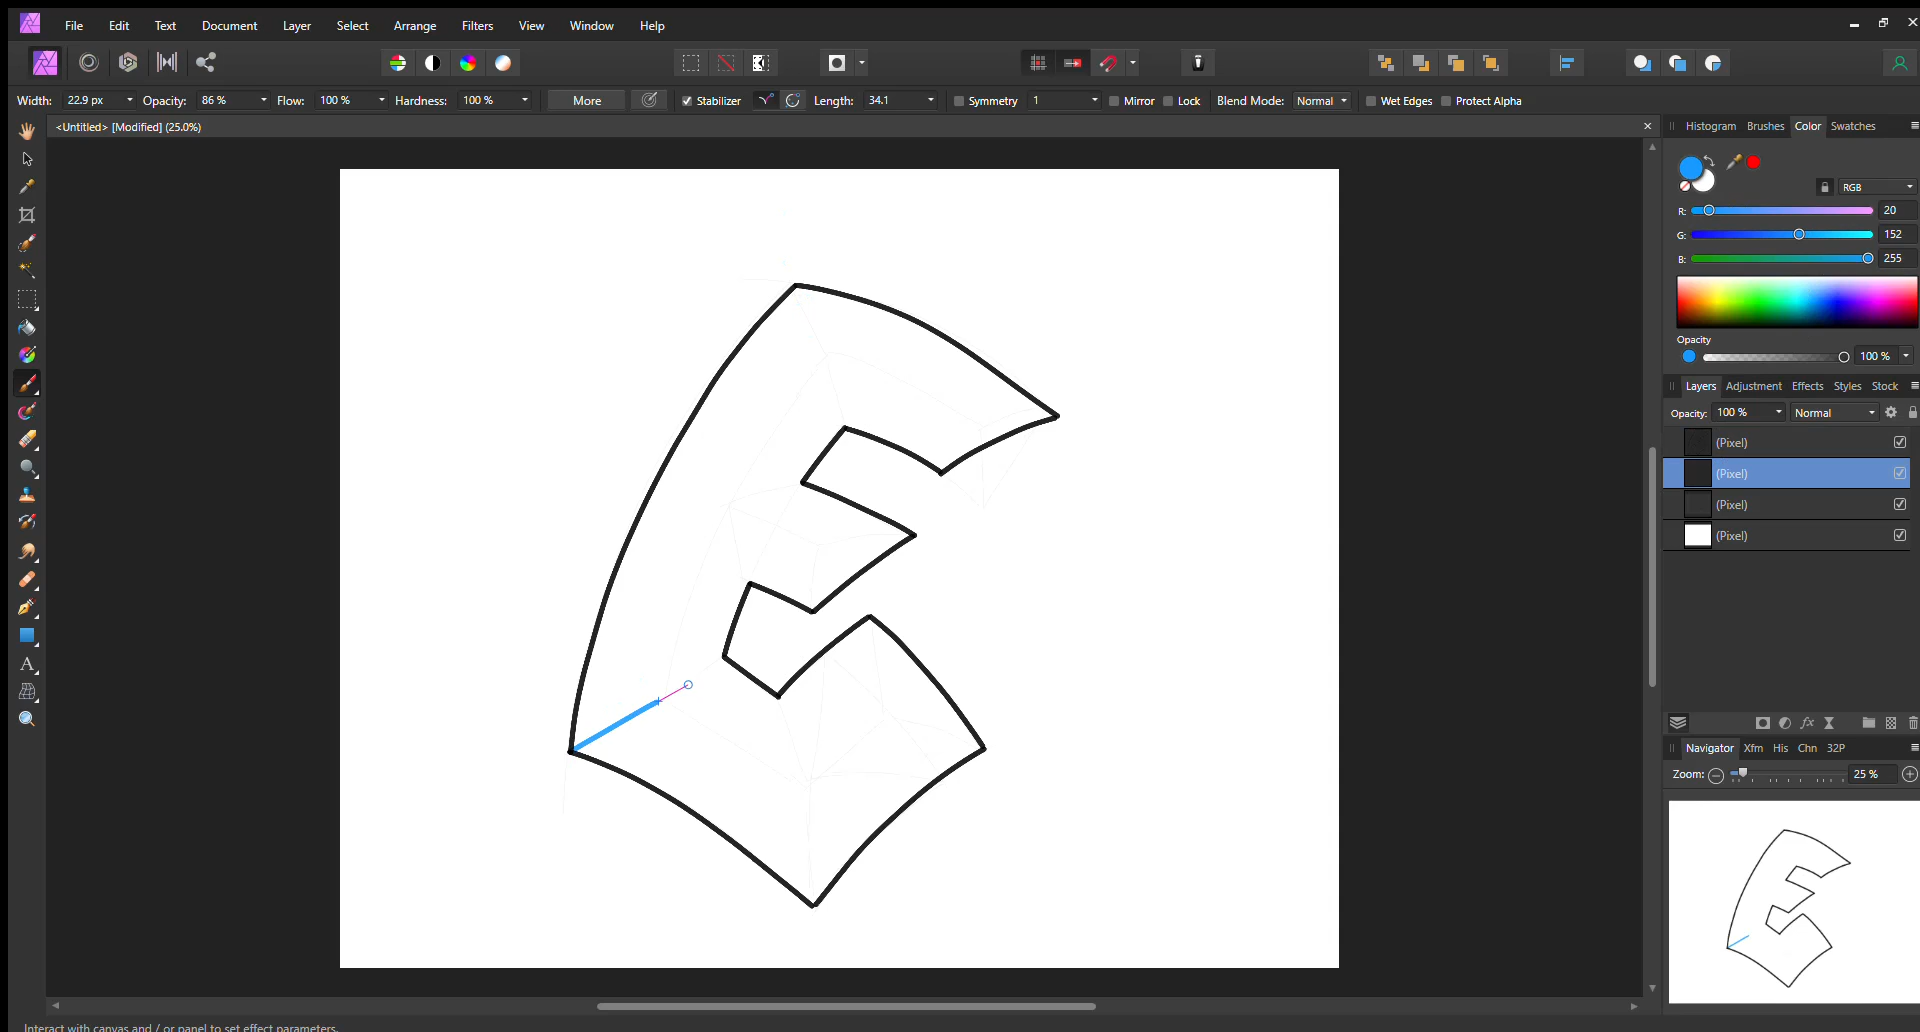 File Edit Text Document Layer Select Arrange Filters View Window Help
Width: 22.9 px Opacity: 86 % Flow: 100 % Hardness: 100 % More Stabilizer Length: 34.1 Symmetry 1 Mirror Lock Blend Mode: Normal Wet Edges Protect Alpha
<Untitled> [Modified] (25.0%)
Histogram Brushes Color Swatches
RGB
R: 20
G: 152
B: 255
Opacity
100 %
Layers Adjustment Effects Styles Stock
Opacity: 100 % Normal
(Pixel)
(Pixel)
(Pixel)
(Pixel)
Navigator Xfm His Chn 32P
Zoom: 25 %
E
Interact with canvas and / or panel to set effect parameters.